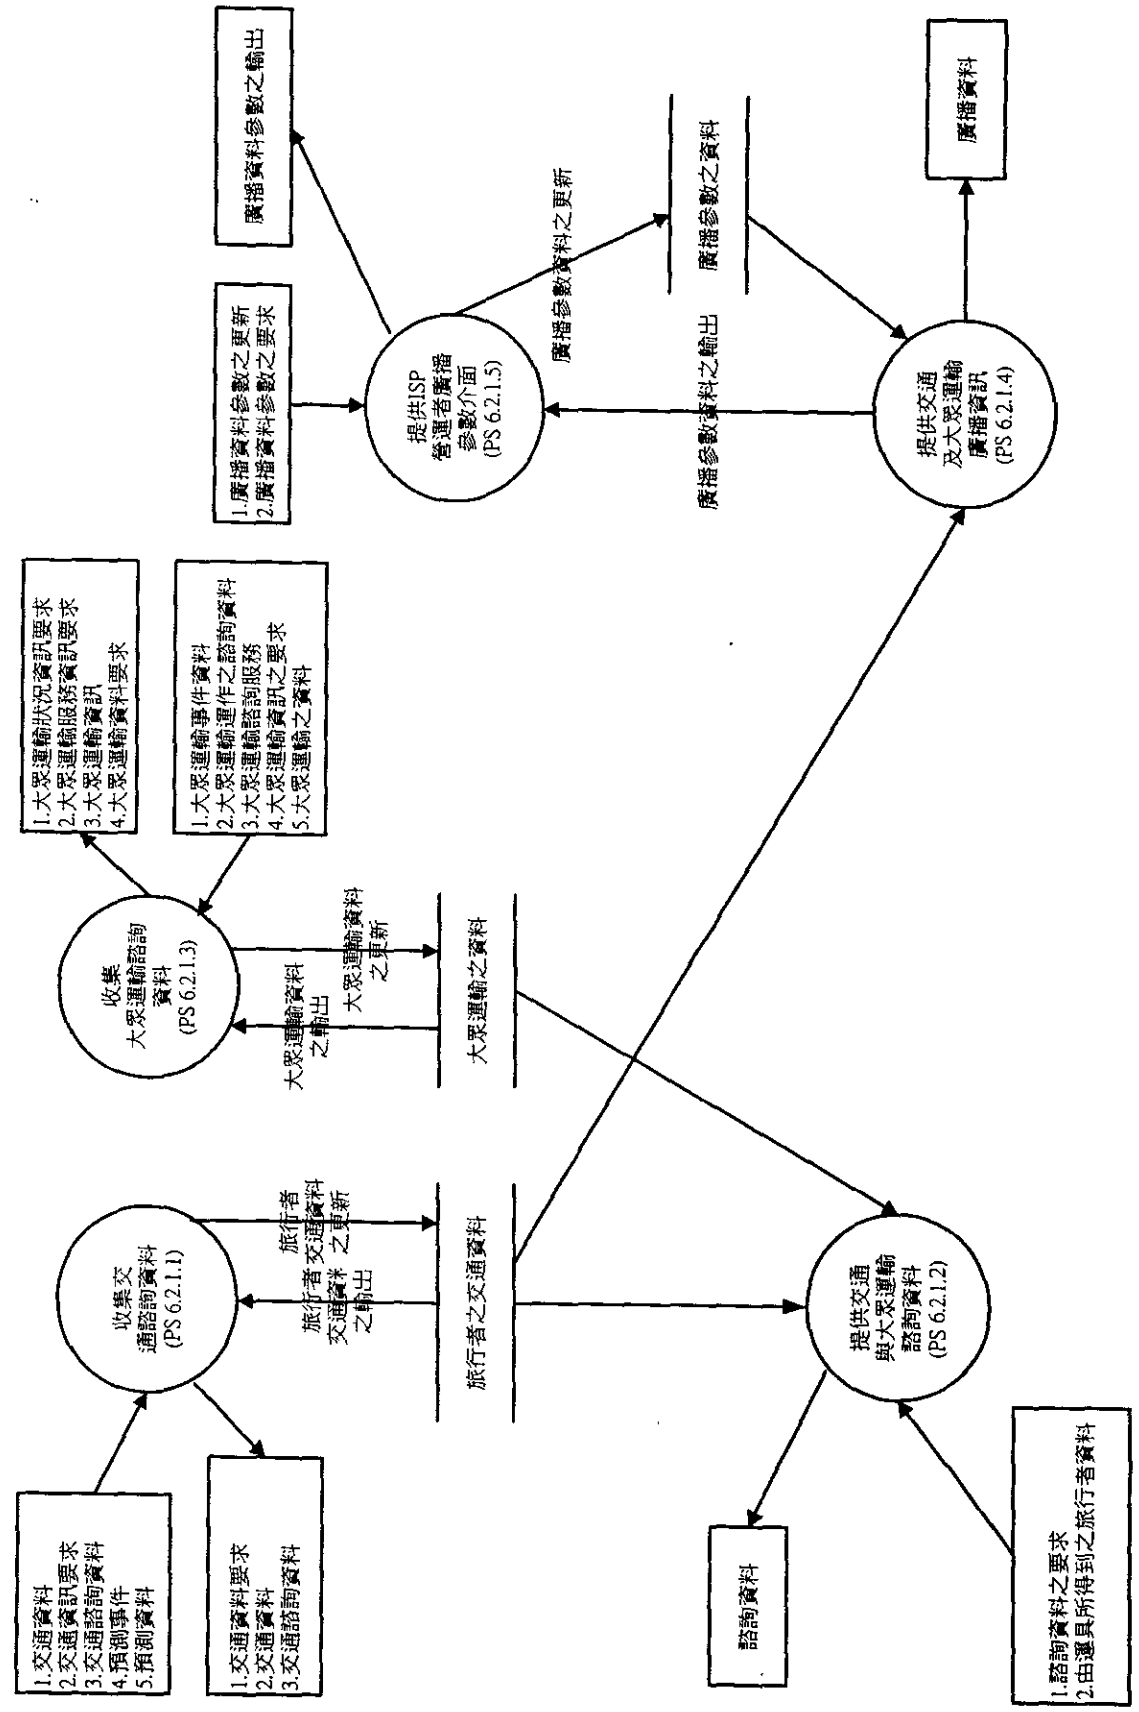 1.交通資料
2.交通資訊要求
3.交通諮詢資料
4.預測事件
5.預測資料
1.交通資料要求
2.交通資料
3.交通諮詢資料
收集交
通諮詢資料
(PS 6.2.1.1)
旅行者
交通資料
之更新
旅行者
交通資料
之輸出
旅行者之交通資料
諮詢資料
提供交通
與大眾運輸
諮詢資料
(PS 6.2.1.2)
1.諮詢資料之要求
2.由運具所得到之旅行者資料
1.大眾運輸狀況資訊要求
2.大眾運輸服務資訊要求
3.大眾運輸資訊
4.大眾運輸資料要求
1.大眾運輸事件資料
2.大眾運輸運作之諮詢資料
3.大眾運輸諮詢服務
4.大眾運輸資訊之要求
5.大眾運輸之資料
收集
大眾運輸諮詢
資料
(PS 6.2.1.3)
大眾運輸資料
之更新
大眾運輸資料
之輸出
大眾運輸之資料
廣播資料參數之輸出
1.廣播資料參數之更新
2.廣播資料參數之要求
提供ISP
營運者廣播
參數介面
(PS 6.2.1.5)
廣播參數資料之更新
廣播參數之資料
廣播參數資料之輸出
提供交通
及大眾運輸
廣播資訊
(PS 6.2.1.4)
廣播資料